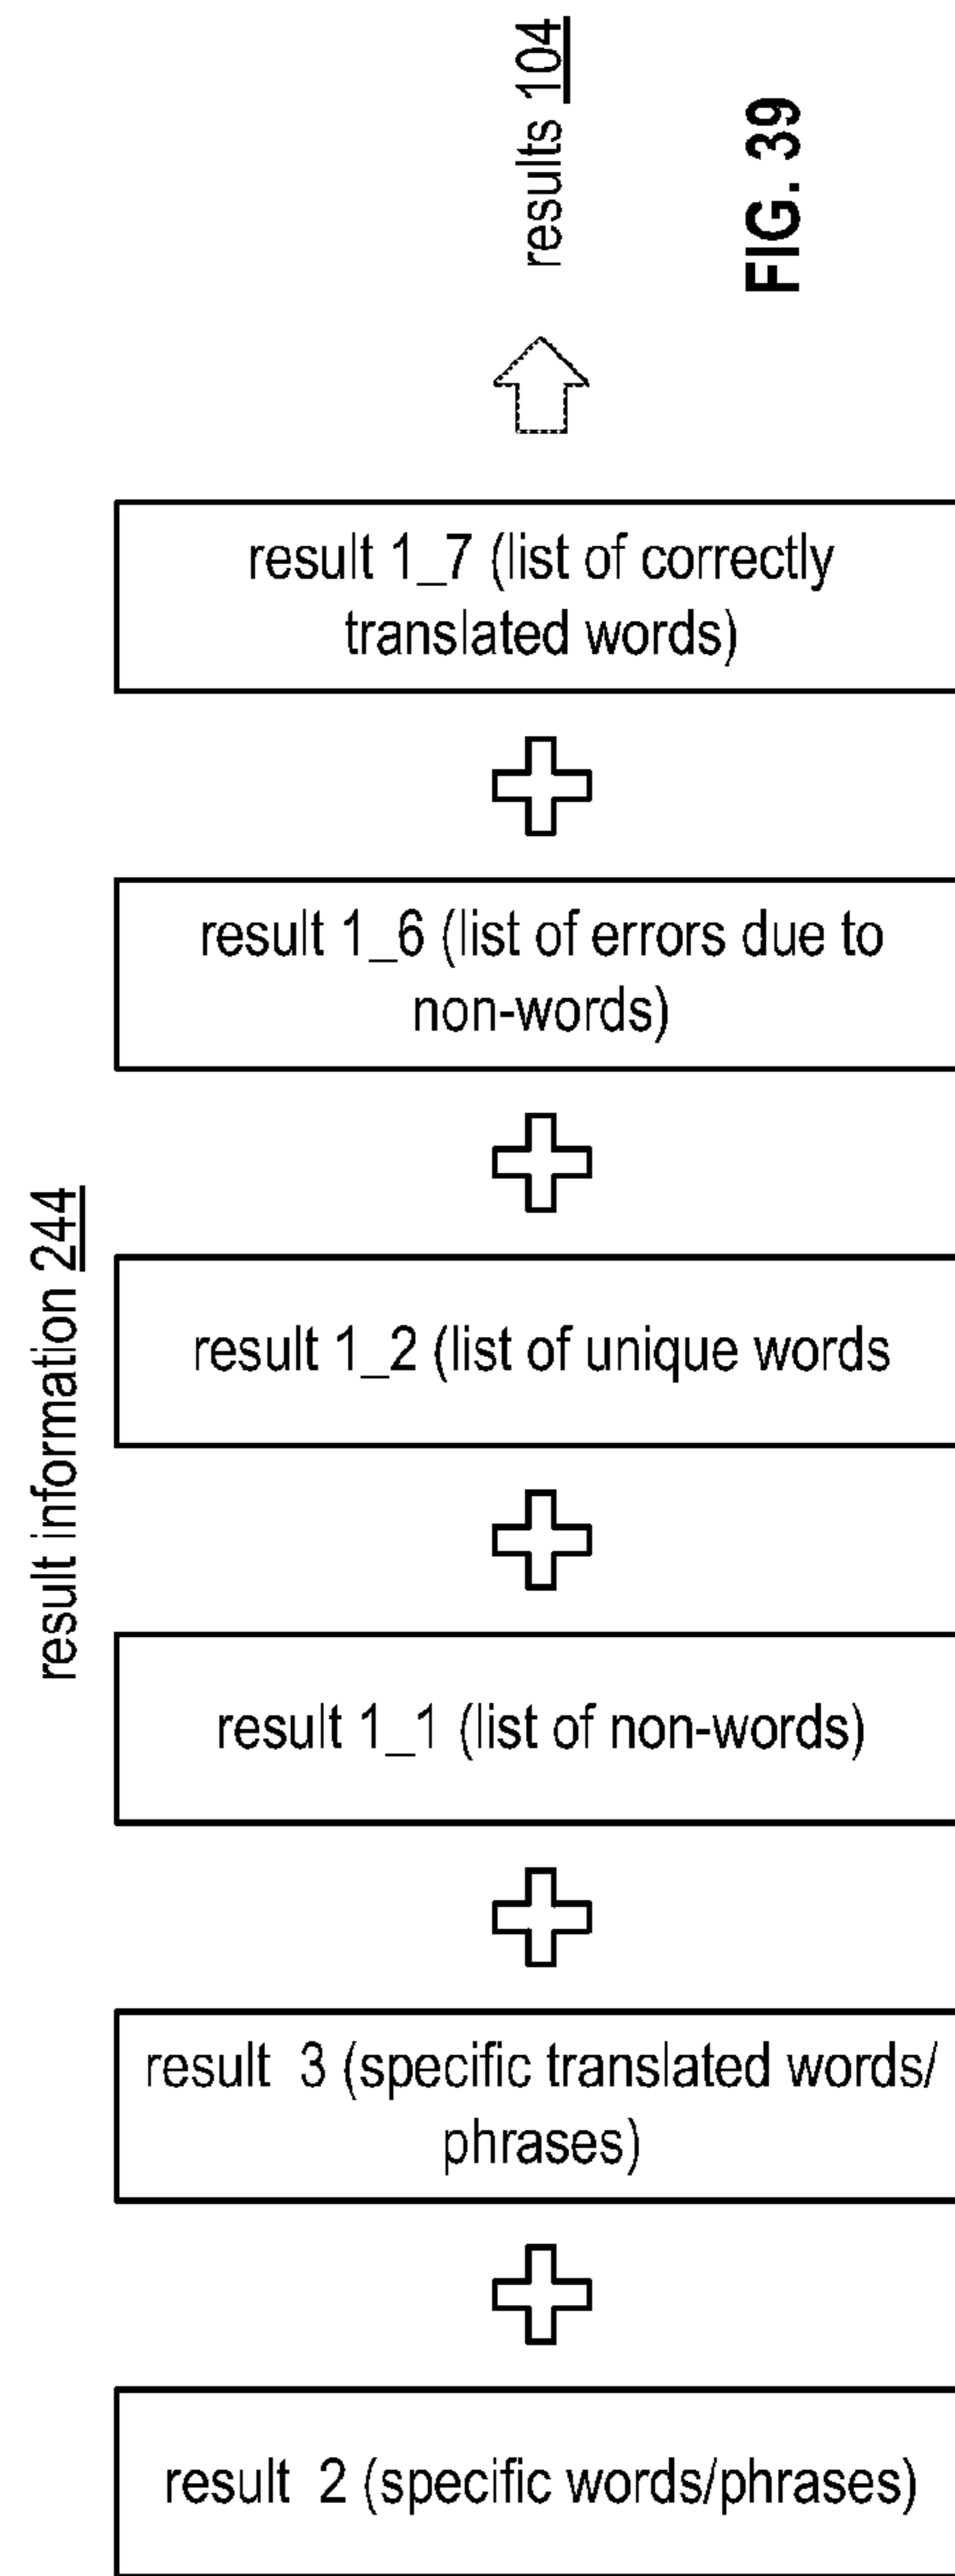 results 104
FIG. 39
result 1_7 (list of correctly
translated words)
result 1_6 (list of errors due to
non-words)
result information 244
result 1_2 (list of unique words
result 1_1 (list of non-words)
result 3 (specific translated words/
phrases)
result 2 (specific words/phrases)